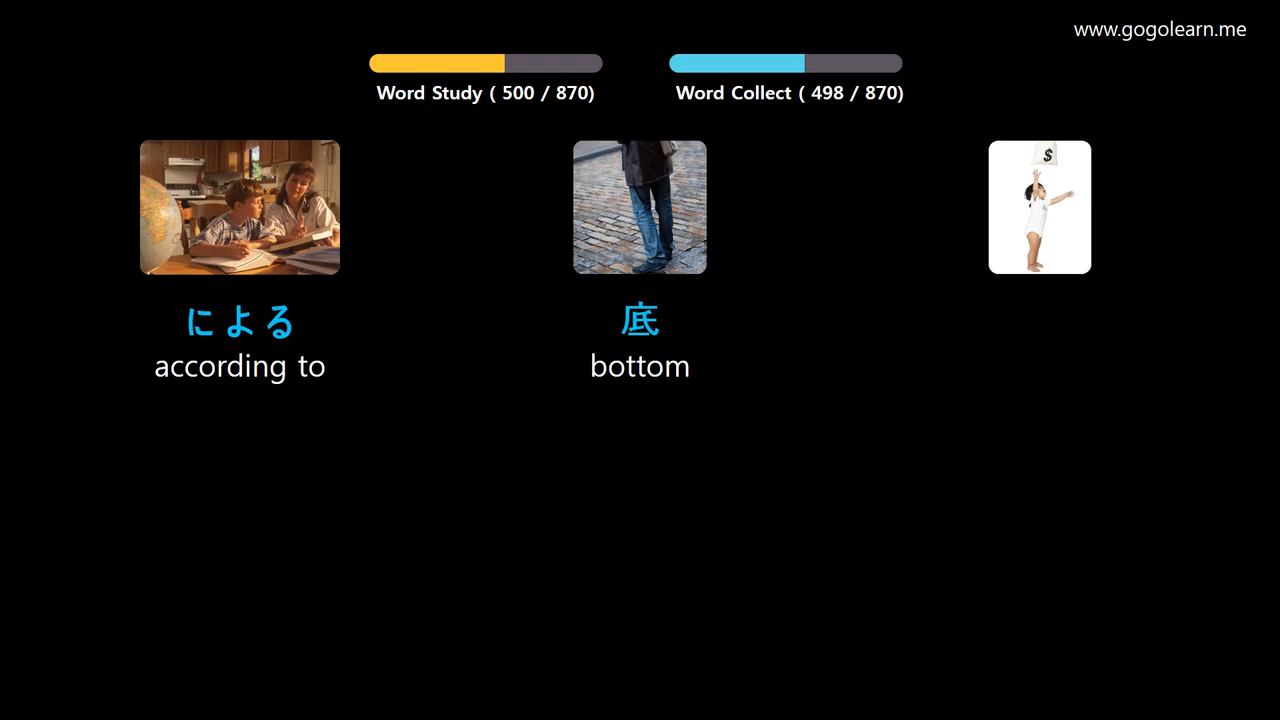 www.gogolearn.me
Word Study ( 500 / 870)
Word Collect ( 498 / 870)
$
による
according to
底
bottom